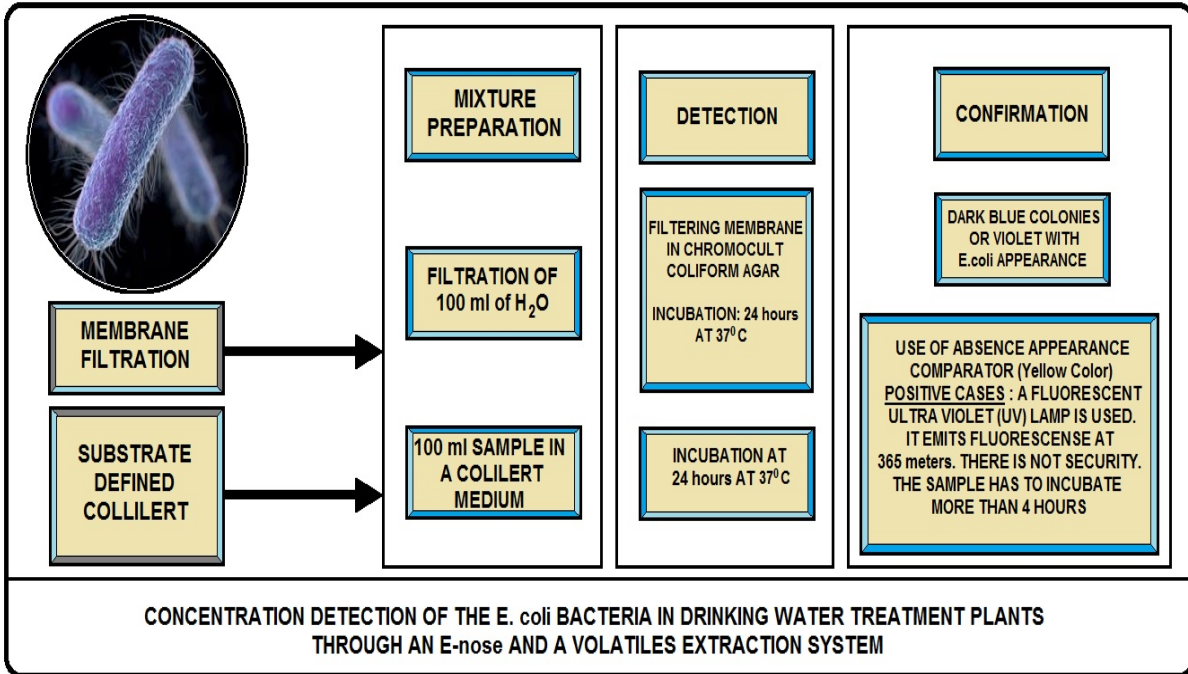 MIXTURE
PREPARATION
DETECTION
CONFIRMATION
MEMBRANE
FILTRATION
FILTRATION OF
100 ml of H₂O
FILTERING MEMBRANE
IN CHROMOCULT
COLIFORM AGAR
INCUBATION: 24 hours
AT 37⁰ C
DARK BLUE COLONIES
OR VIOLET WITH
E.coli APPEARANCE
SUBSTRATE
DEFINED
COLLILERT
100 ml SAMPLE IN
A COLILERT
MEDIUM
INCUBATION AT
24 hours AT 37⁰ C
USE OF ABSENCE APPEARANCE
COMPARATOR (Yellow Color)
POSITIVE CASES : A FLUORESCENT
ULTRA VIOLET (UV) LAMP IS USED.
IT EMITS FLUORESCENSE AT
365 meters. THERE IS NOT SECURITY.
THE SAMPLE HAS TO INCUBATE
MORE THAN 4 HOURS
CONCENTRATION DETECTION OF THE E. coli BACTERIA IN DRINKING WATER TREATMENT PLANTS
THROUGH AN E-nose AND A VOLATILES EXTRACTION SYSTEM